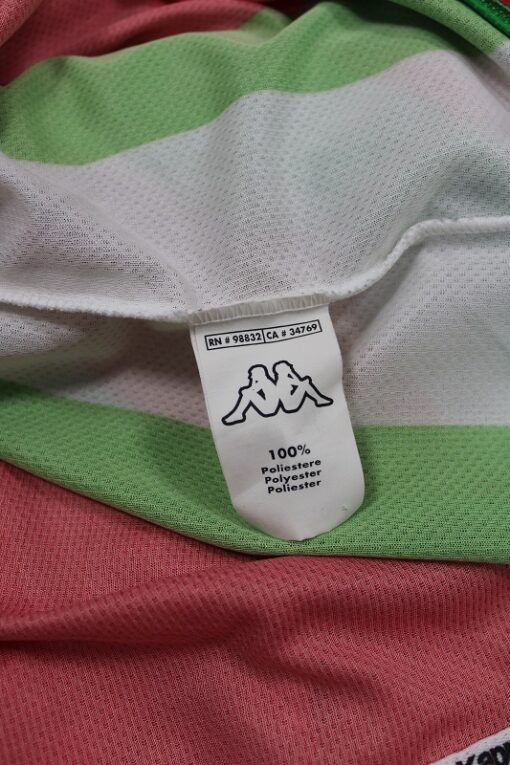 RN # 98832 CA # 34769
100%
Poliestere
Polyester
Poliester